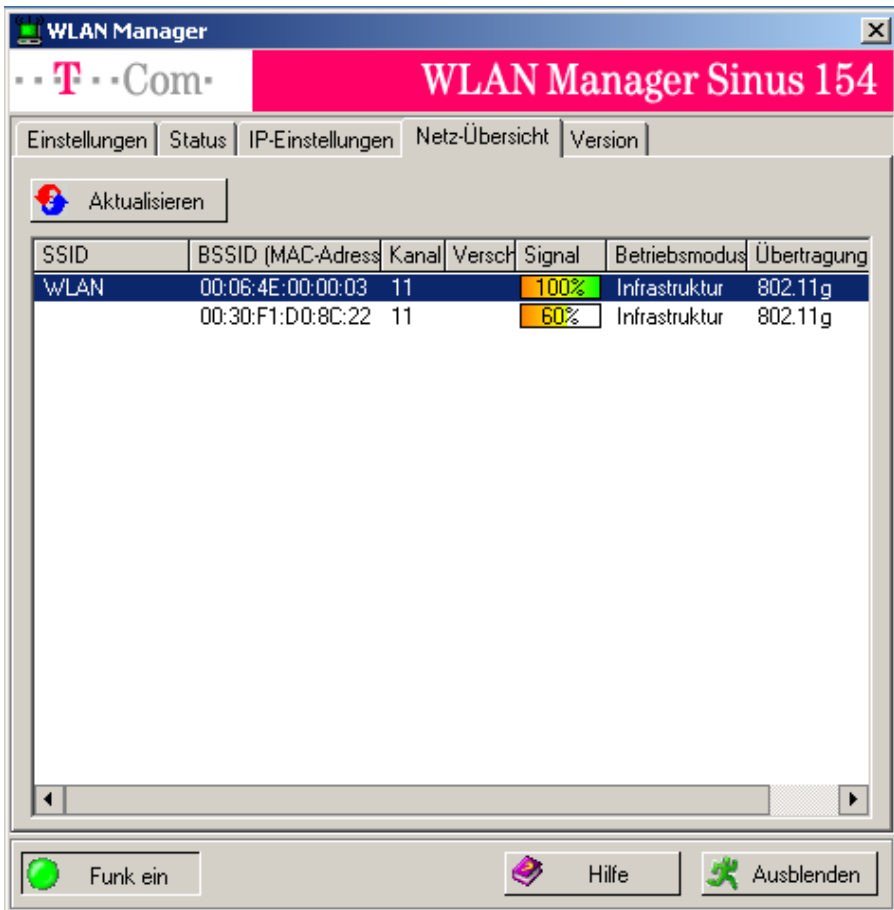 WLAN Manager
T Com
WLAN Manager Sinus 154
Einstellungen Status IP-Einstellungen Netz-Übersicht Version
Aktualisieren
SSID BSSID (MAC-Adress Kanal Versch Signal Betriebsmodus Übertragung
WLAN 00:06:4E:00:00:03 11 100% Infrastruktur 802.11g
00:30:F1:D0:8C:22 11 60% Infrastruktur 802.11g
Funk ein Hilfe Ausblenden